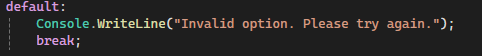 default:
    Console.WriteLine("Invalid option. Please try again.");
    break;